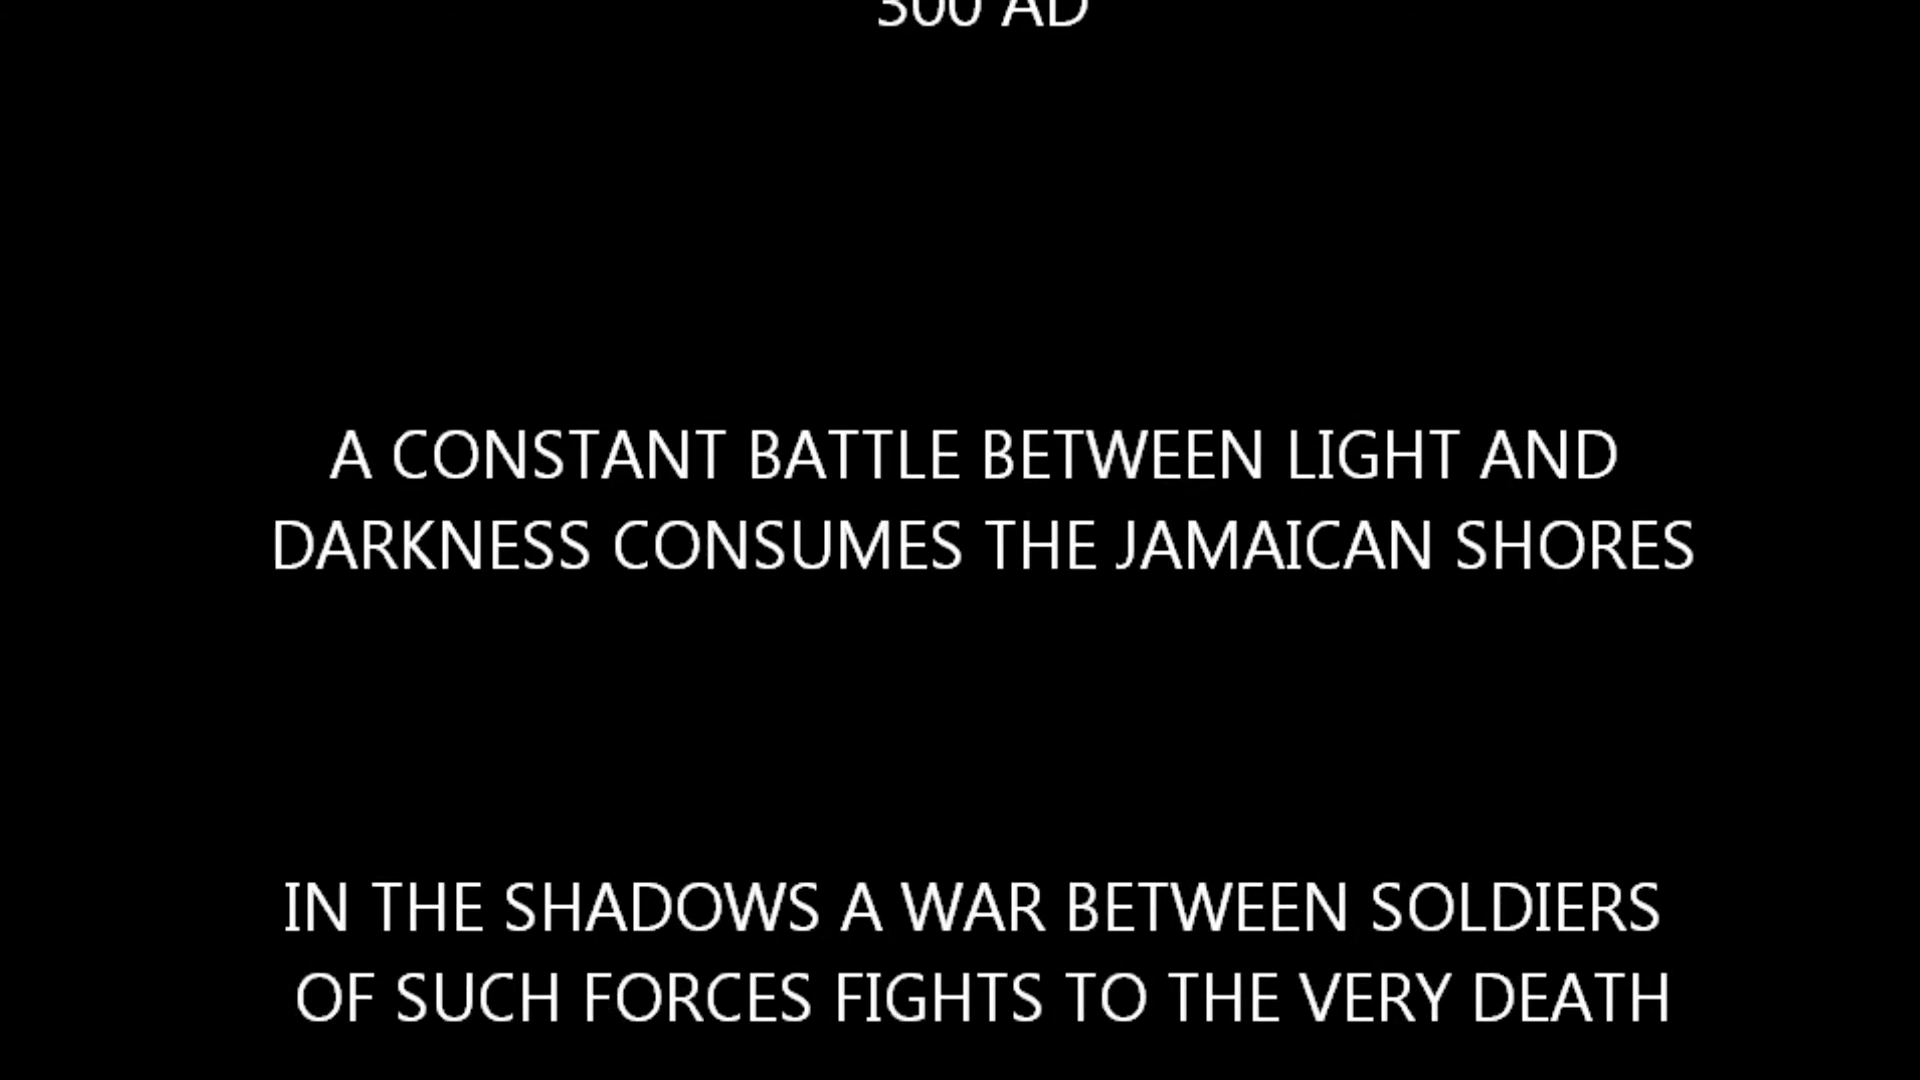 300 AD
A CONSTANT BATTLE BETWEEN LIGHT AND
DARKNESS CONSUMES THE JAMAICAN SHORES
IN THE SHADOWS A WAR BETWEEN SOLDIERS
OF SUCH FORCES FIGHTS TO THE VERY DEATH